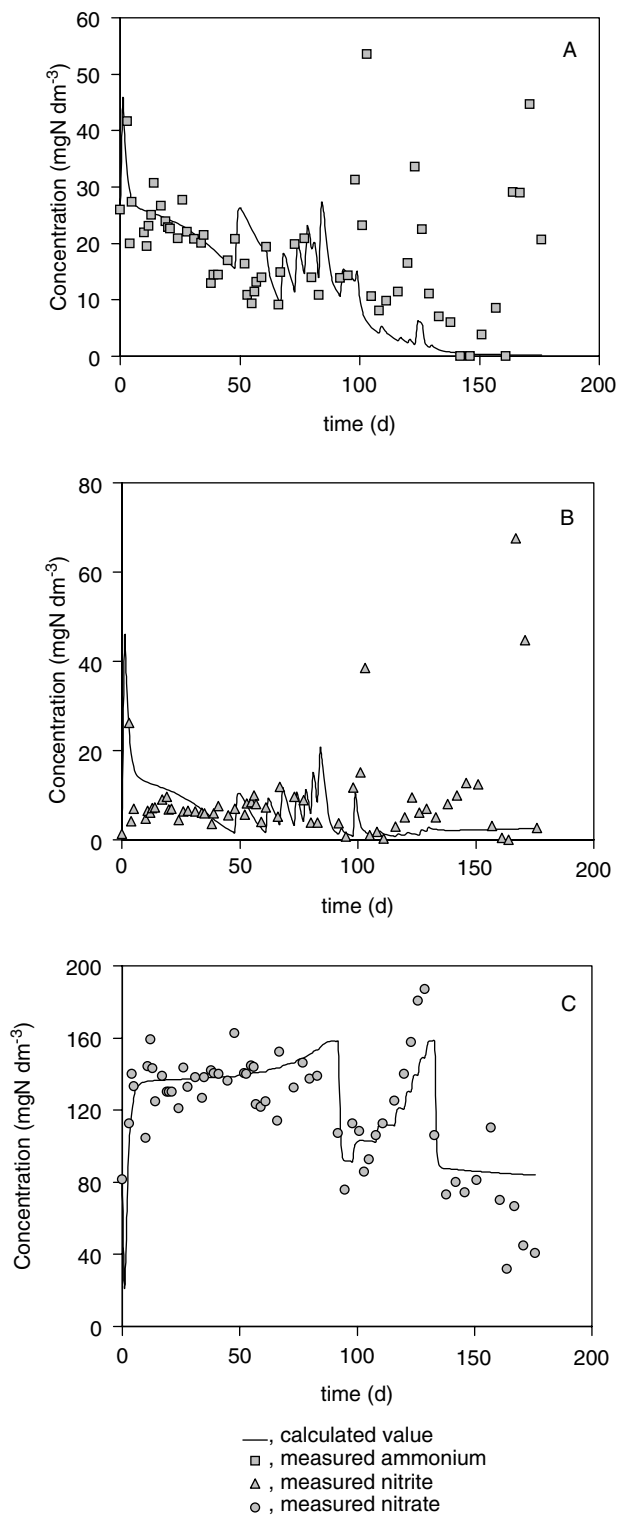 60
A
50
40
30
20
10
0
Concentration (mgN dm-3)
0 50 100 150 200
time (d)
80
B
60
40
20
0
Concentration (mgN dm-3)
0 50 100 150 200
time (d)
200
C
160
120
80
40
0
Concentration (mgN dm-3)
0 50 100 150 200
time (d)
, calculated value
, measured ammonium
, measured nitrite
, measured nitrate